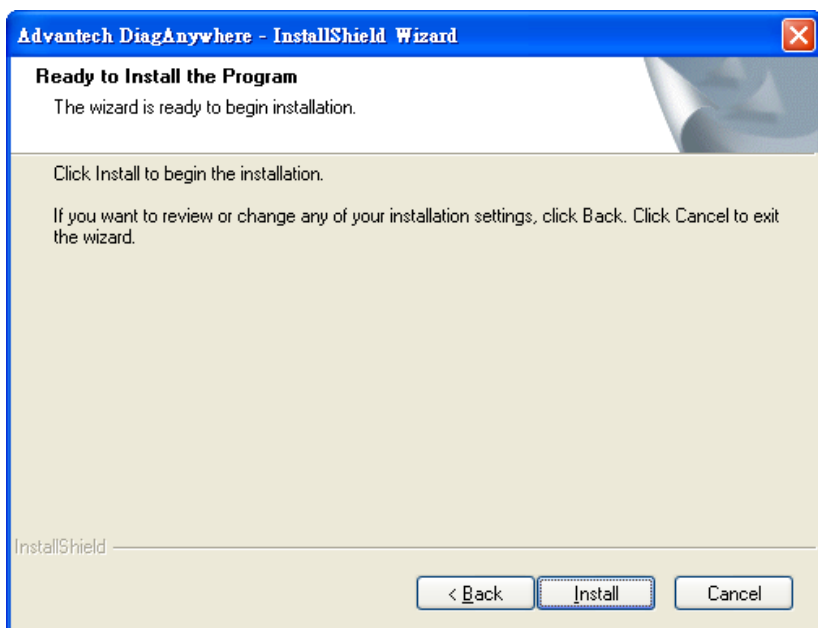 Advantech DiagAnywhere - InstallShield Wizard
Ready to Install the Program
The wizard is ready to begin installation.
Click Install to begin the installation.
If you want to review or change any of your installation settings, click Back. Click Cancel to exit
the wizard.
InstallShield
< Back Install Cancel